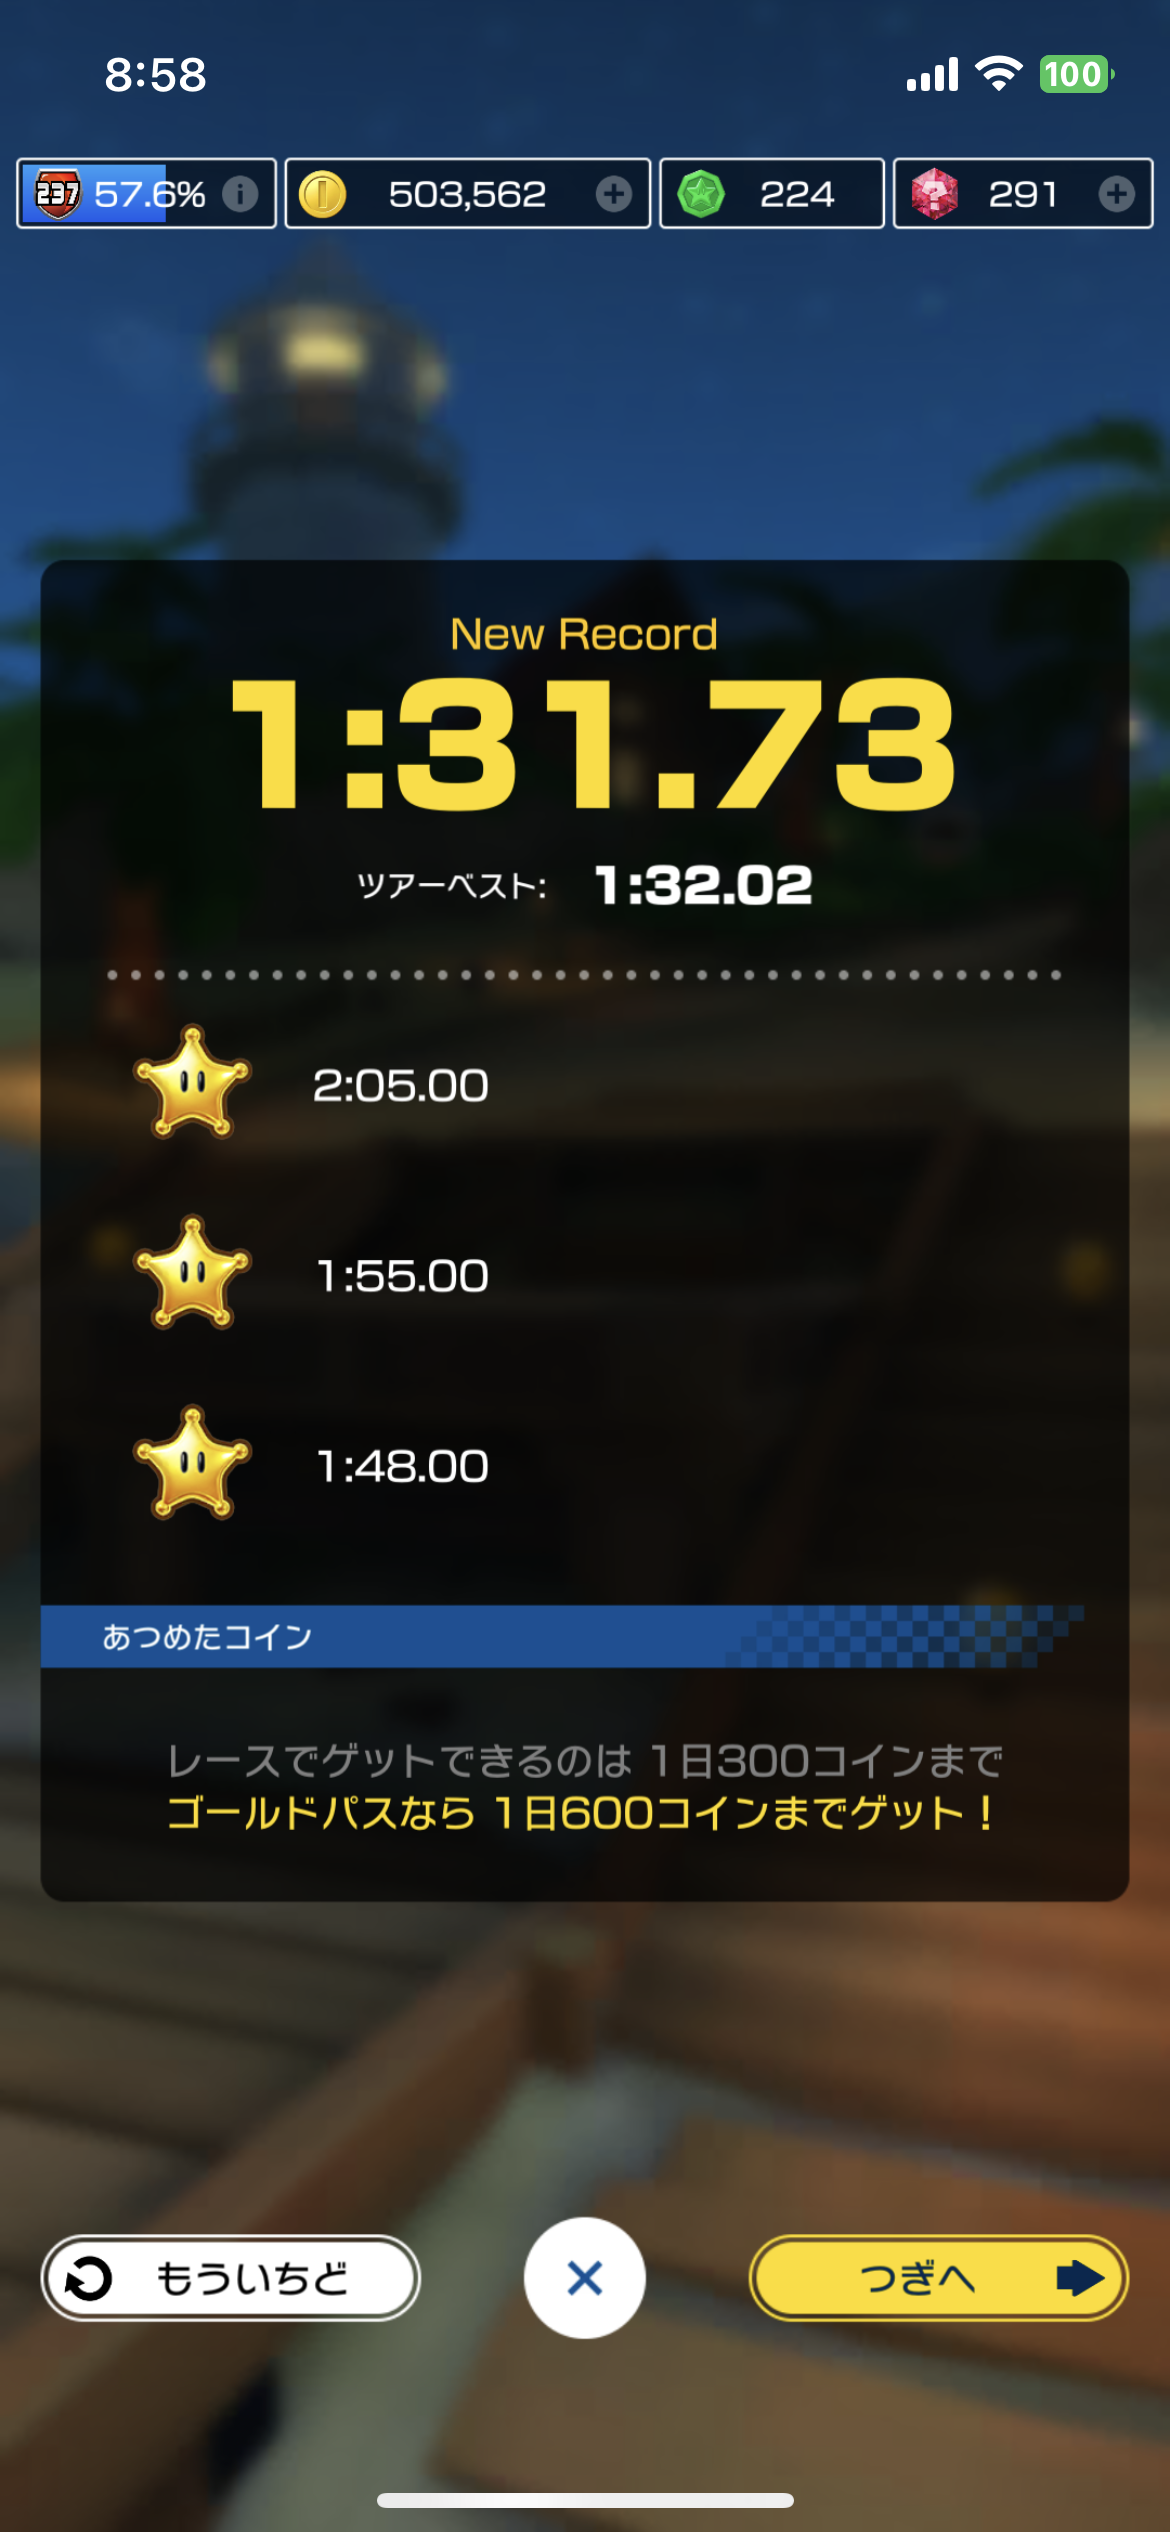 8:58
100
237 57.6% i 503,562 + 224 291 +
New Record
1:31.73
ツアーベスト: 1:32.02
2:05.00
1:55.00
1:48.00
あつめたコイン
レースでゲットできるのは 1日300コインまで
ゴールドパスなら 1日600コインまでゲット！
もういちど × つぎへ